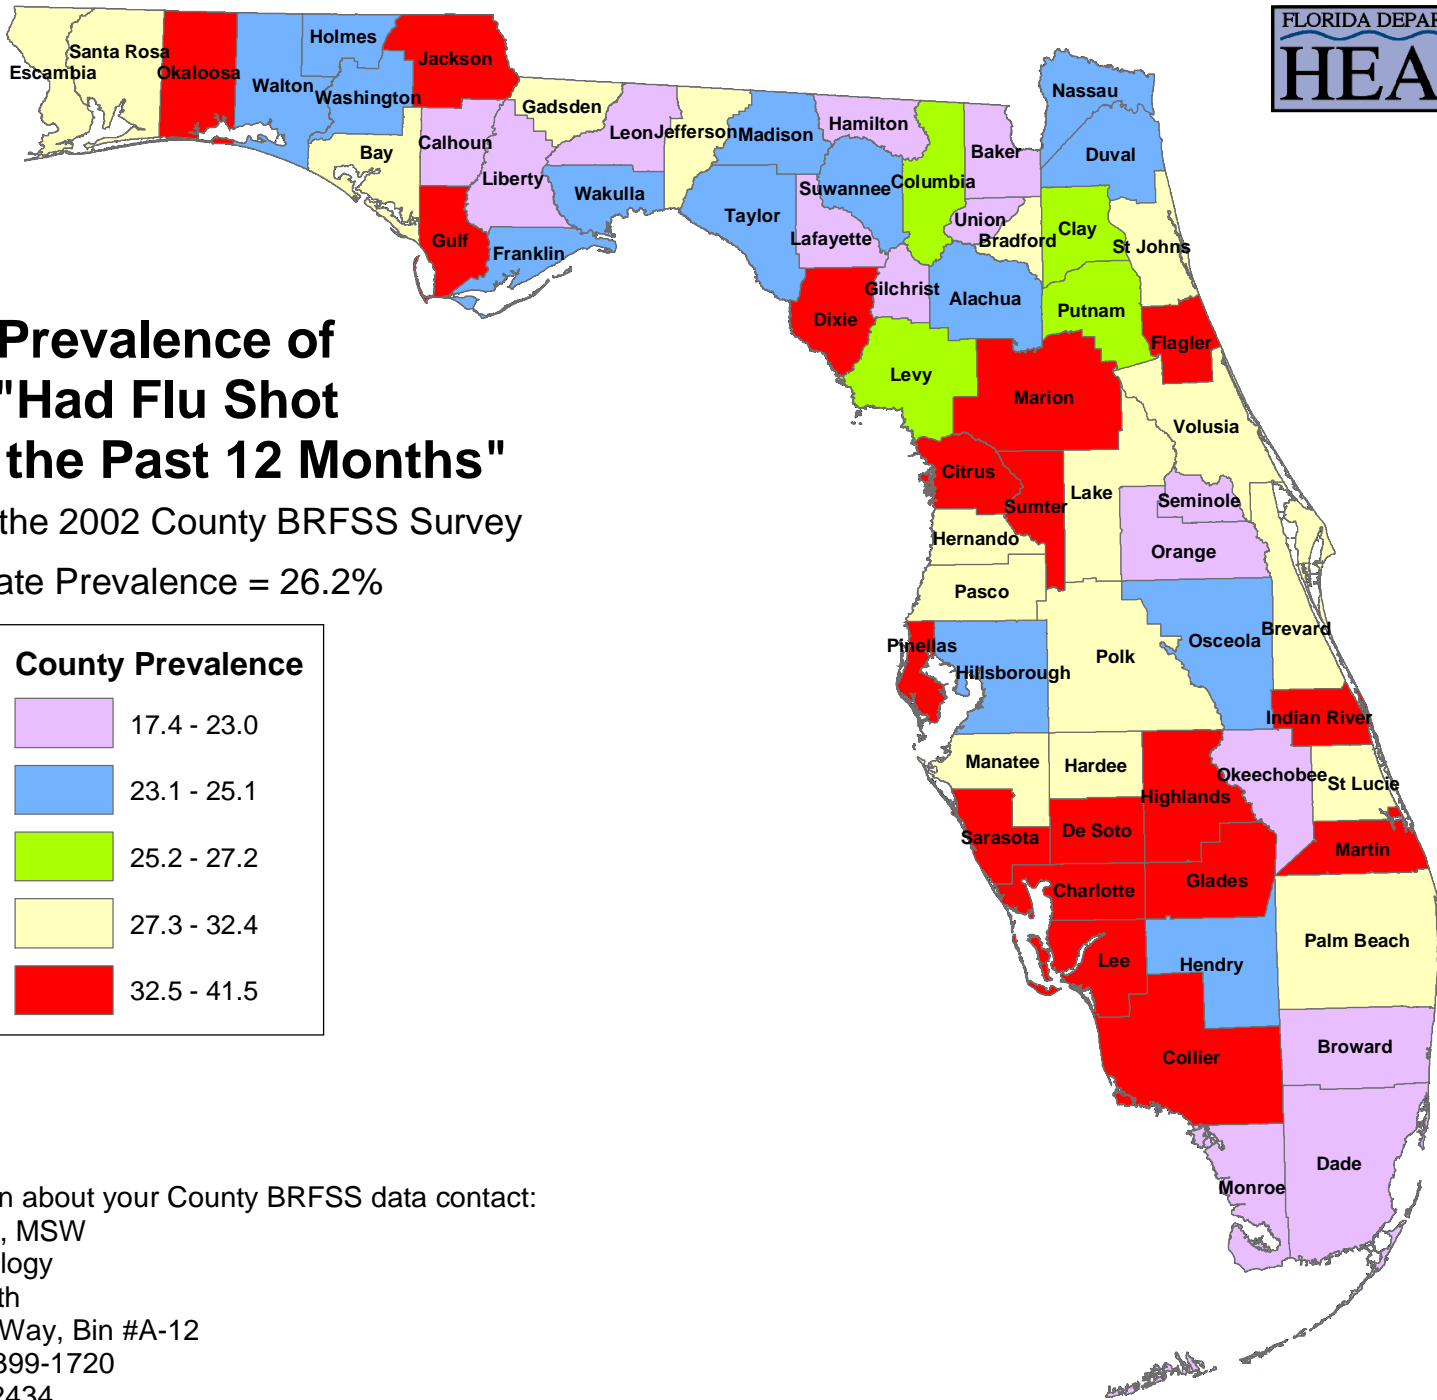 FLORIDA DEPAR
HEA
Escambia
Santa Rosa
Okaloosa
Walton
Holmes
Washington
Jackson
Bay
Calhoun
Gulf
Liberty
Gadsden
Leon
Jefferson
Wakulla
Franklin
Madison
Taylor
Hamilton
Suwannee
Lafayette
Columbia
Baker
Union
Bradford
Nassau
Duval
Clay
St Johns
Gilchrist
Alachua
Putnam
Dixie
Flagler
Levy
Marion
Volusia
Citrus
Sumter
Lake
Seminole
Hernando
Orange
Pasco
Pinellas
Hillsborough
Polk
Osceola
Brevard
Indian River
Manatee
Hardee
Highlands
Okeechobee
St Lucie
Sarasota
De Soto
Martin
Charlotte
Glades
Lee
Hendry
Palm Beach
Collier
Broward
Monroe
Dade
Prevalence of
"Had Flu Shot
the Past 12 Months"
the 2002 County BRFSS Survey
ate Prevalence = 26.2%
County Prevalence
17.4 - 23.0
23.1 - 25.1
25.2 - 27.2
27.3 - 32.4
32.5 - 41.5
n about your County BRFSS data contact:
, MSW
logy
th
Way, Bin #A-12
399-1720
2434